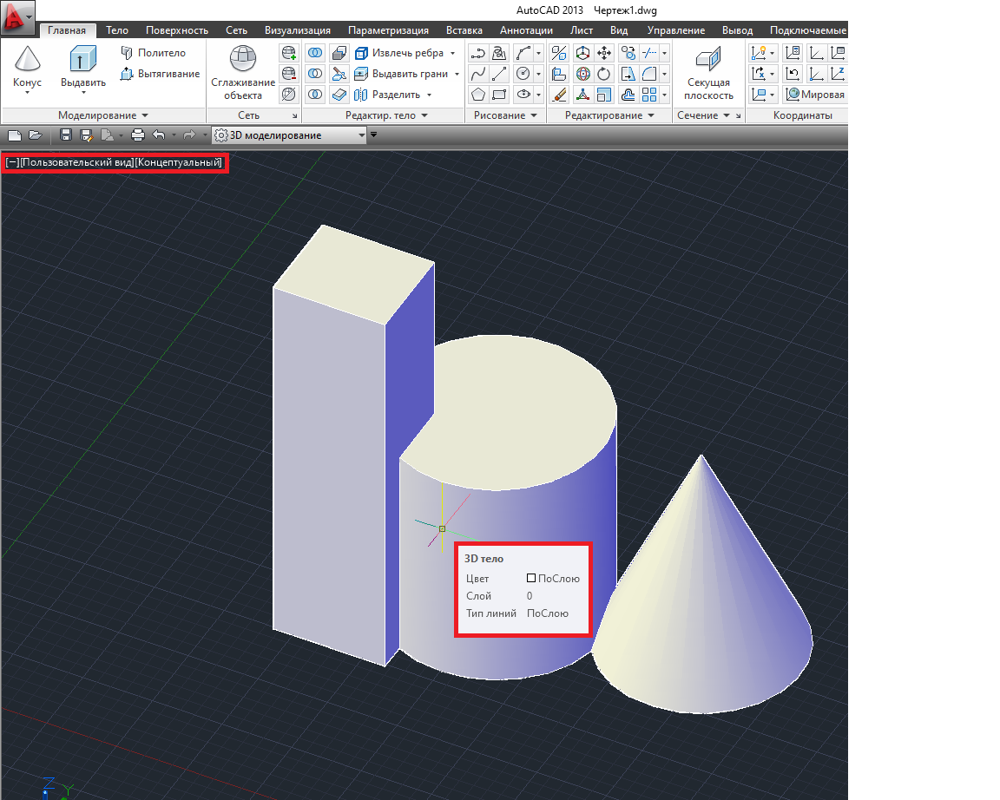 AutoCAD 2013 Чертеж1.dwg
Главная Тело Поверхность Сеть Визуализация Параметризация Вставка Аннотации Лист Вид Управление Вывод Подключаемые
Конус
Выдавить
Политело
Вытягивание
Моделирование
Сглаживание
объекта
Сеть
Извлечь ребра
Выдавить грани
Разделить
Редактир. тело
Рисование
Редактирование
Секущая
плоскость
Сечение
Мировая
Координаты
3D моделирование
[−][Пользовательский вид][Концептуальный]
3D тело
Цвет ПоСлою
Слой 0
Тип линий ПоСлою
Z Y